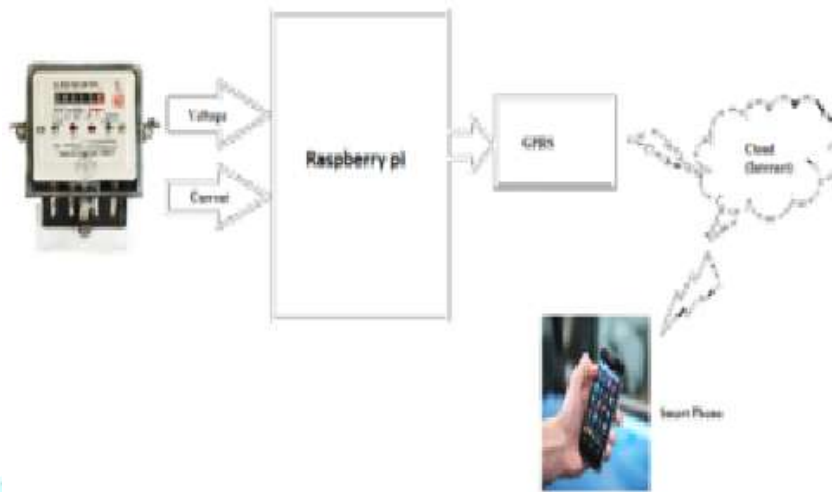 Voltage
Current
Raspberry pi
GPRS
Cloud
(Internet)
Smart Phone